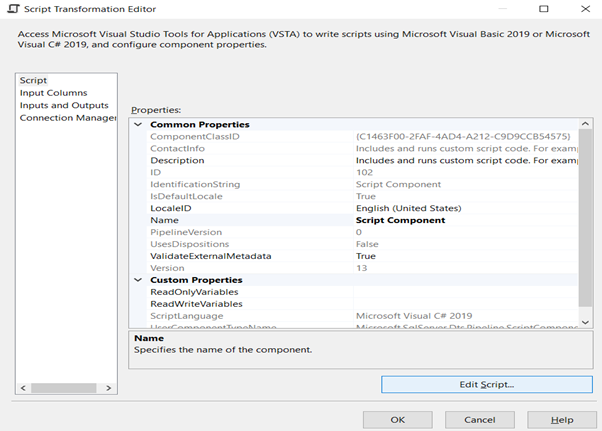 Script Transformation Editor
Access Microsoft Visual Studio Tools for Applications (VSTA) to write scripts using Microsoft Visual Basic 2019 or Microsoft
Visual C# 2019, and configure component properties.
Script
Input Columns
Inputs and Outputs
Connection Manager
Properties:
Common Properties
ComponentClassID {C1463F00-2FAF-4AD4-A212-C9D9CCB54575}
ContactInfo Includes and runs custom script code. For exam
Description Includes and runs custom script code. For exam
ID 102
IdentificationString Script Component
IsDefaultLocale True
LocaleID English (United States)
Name Script Component
PipelineVersion 0
UsesDispositions False
ValidateExternalMetadata True
Version 13
Custom Properties
ReadOnlyVariables
ReadWriteVariables
ScriptLanguage Microsoft Visual C# 2019
UserComponentTypeName Microsoft.SqlServer.Dts.Pipeline.ScriptCompon
Name
Specifies the name of the component.
Edit Script...
OK Cancel Help